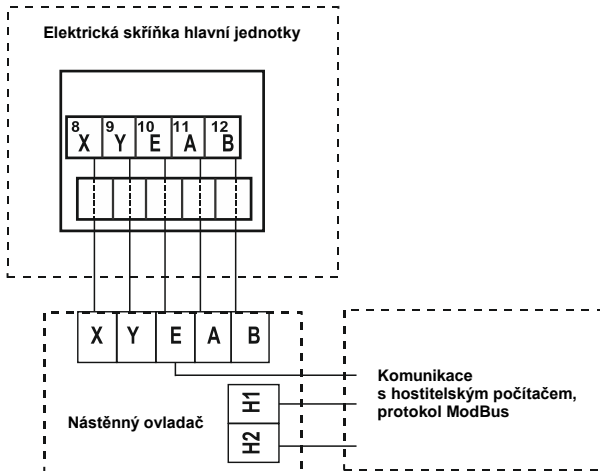 Elektrická skříňka hlavní jednotky
8 9 10 11 12
X Y E A B
X Y E A B
Komunikace
s hostitelským počítačem,
protokol ModBus
H1
Nástěnný ovladač
H2